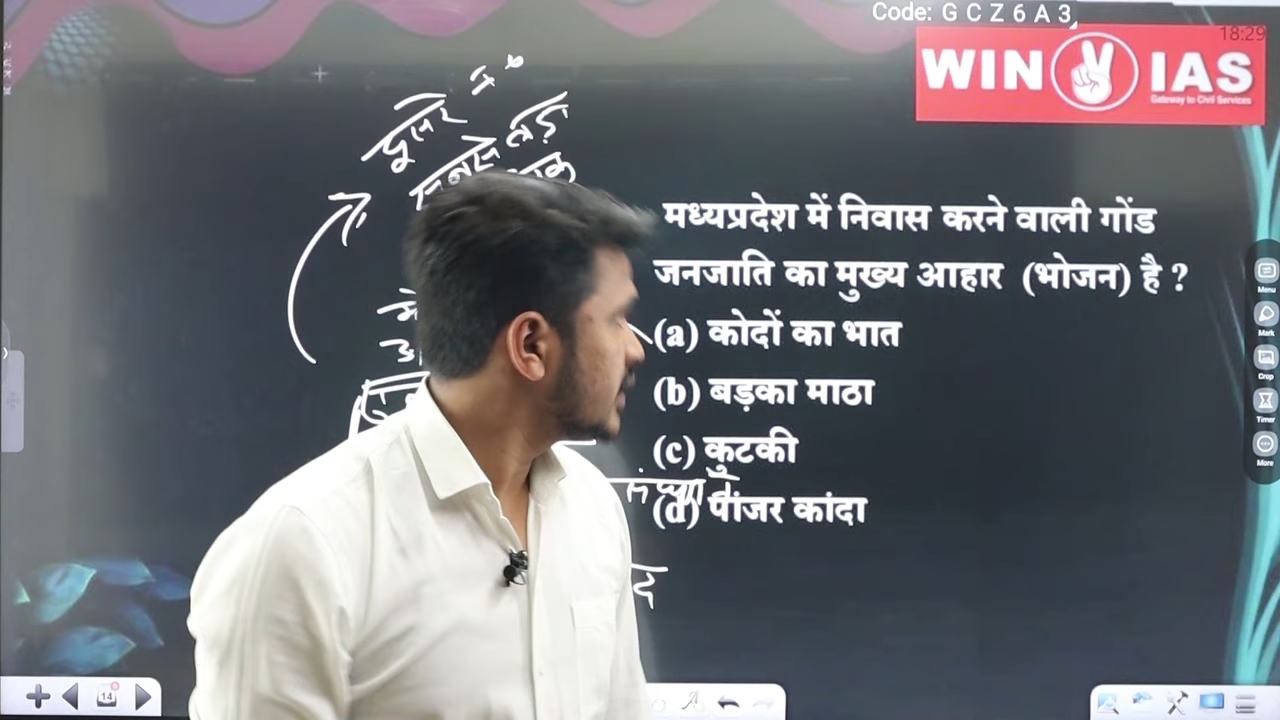 Code: G C Z 6 A 3
18:29
WIN IAS
Gateway to Civil Services
मध्यप्रदेश में निवास करने वाली गोंड
जनजाति का मुख्य आहार (भोजन) है ?
(a) कोदों का भात
(b) बड़का माठा
(c) कुटकी
(d) पांजर कांदा
Menu
Mark
Crop
Timer
More
14